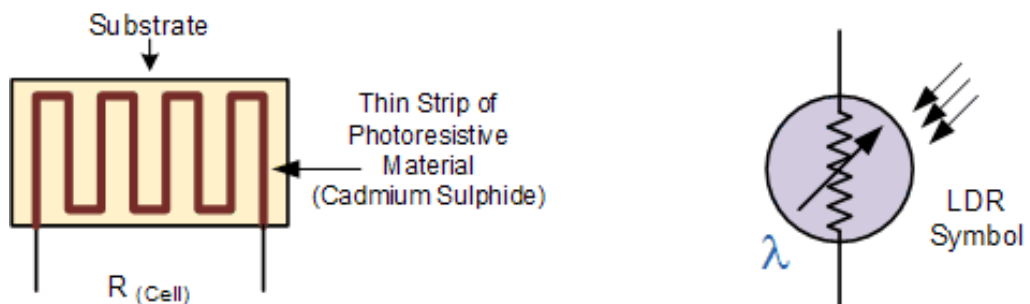 Substrate
Thin Strip of
Photoresistive
Material
(Cadmium Sulphide)
R (Cell)
λ
LDR
Symbol